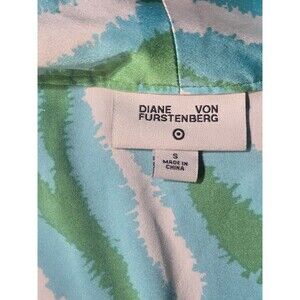 DIANE VON
FURSTENBERG
S
MADE IN
CHINA